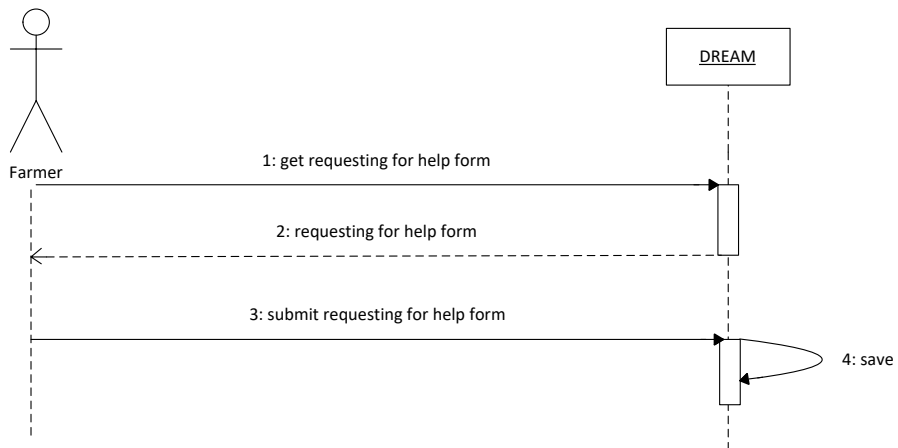 DREAM
Farmer
1: get requesting for help form
2: requesting for help form
3: submit requesting for help form
4: save